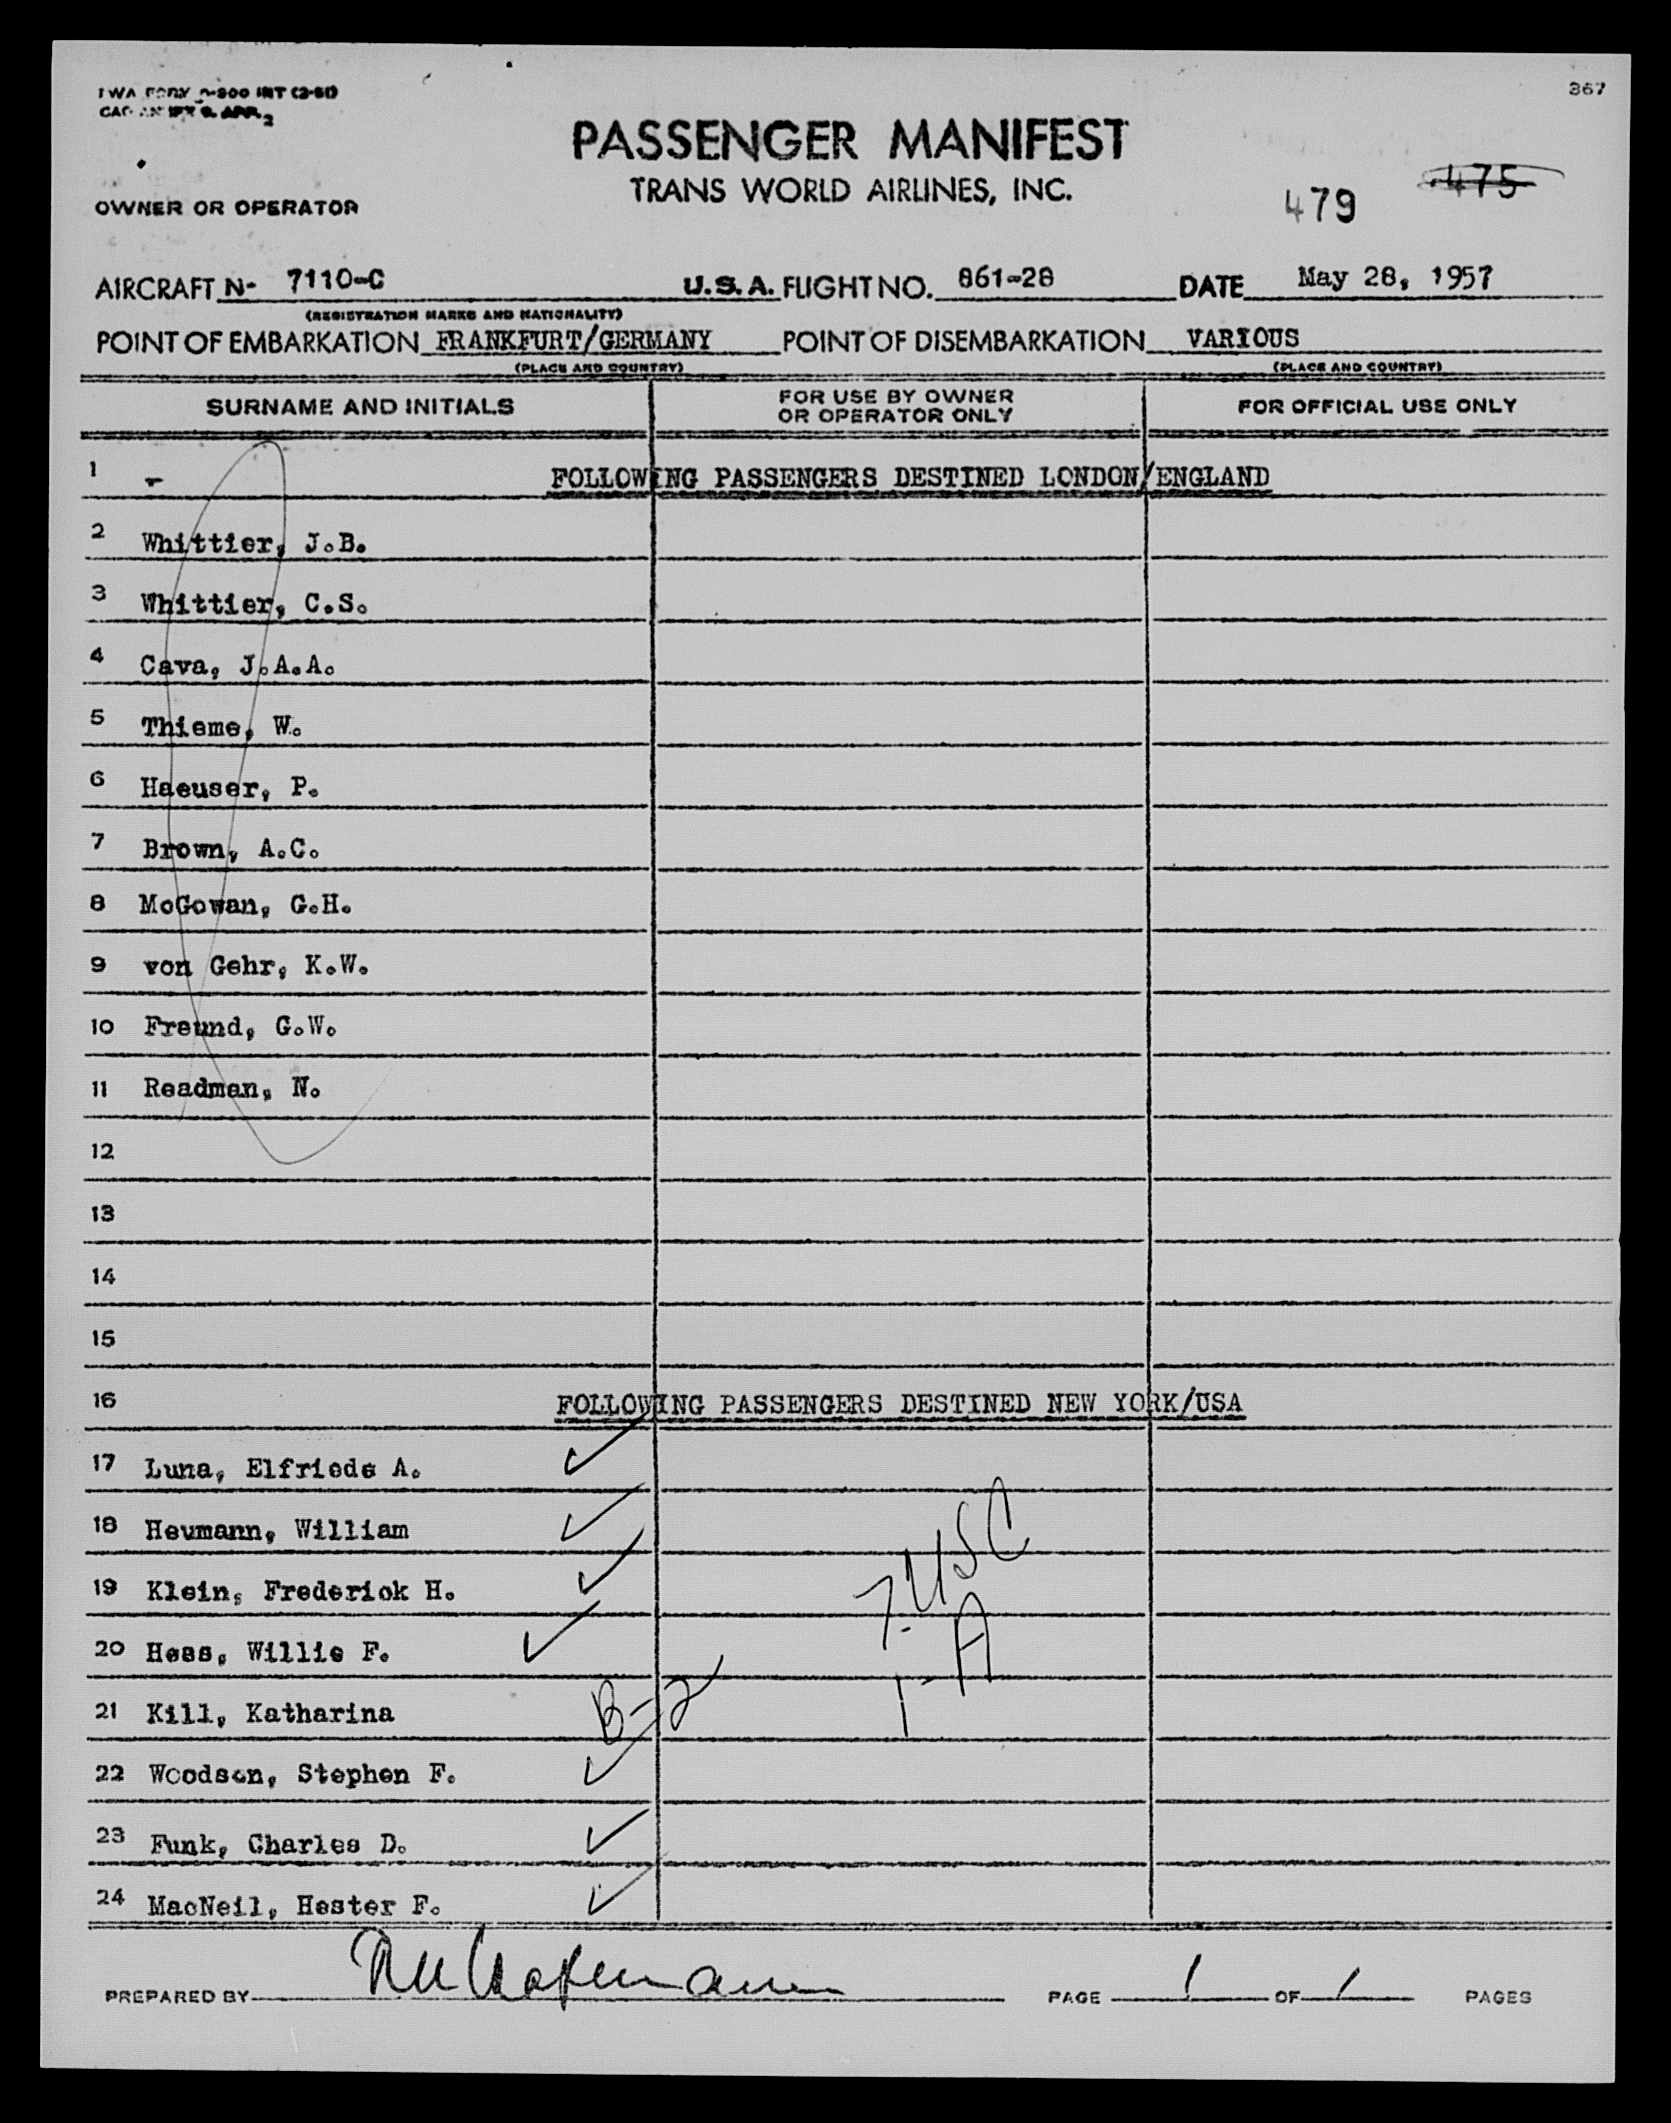 367
TWA FORM
PASSENGER MANIFEST
TRANS WORLD AIRLINES, INC.
479 475
OWNER OR OPERATOR
AIRCRAFT N- 7110-C U.S.A. FLIGHT NO. 861-28 DATE May 28, 1957
(REGISTRATION MARKS AND NATIONALITY)
POINT OF EMBARKATION FRANKFURT/GERMANY POINT OF DISEMBARKATION VARIOUS
(PLACE AND COUNTRY) (PLACE AND COUNTRY)
SURNAME AND INITIALS FOR USE BY OWNER OR OPERATOR ONLY FOR OFFICIAL USE ONLY
1 - FOLLOWING PASSENGERS DESTINED LONDON/ENGLAND
2 Whittier, J.B.
3 Whittier, C.S.
4 Cava, J.A.A.
5 Thieme, W.
6 Haeuser, P.
7 Brown, A.C.
8 McGowan, G.H.
9 von Gehr, K.W.
10 Freund, G.W.
11 Readman, N.
12
13
14
15
16 FOLLOWING PASSENGERS DESTINED NEW YORK/USA
17 Luna, Elfriede A.
18 Heumann, William
19 Klein, Frederick H.
20 Hess, Willie F.
21 Kill, Katharina B-2
22 Woodson, Stephen F.
23 Funk, Charles D.
24 MacNeil, Hester F.
7-USC
1-A
PREPARED BY PAGE 1 OF 1 PAGES